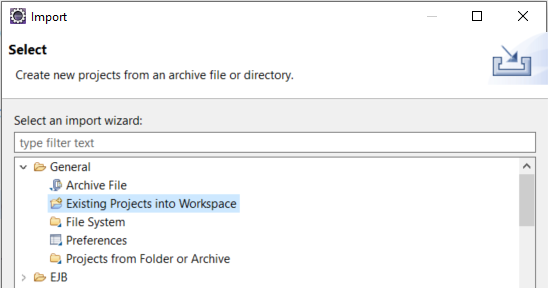 Import
Select
Create new projects from an archive file or directory.
Select an import wizard:
type filter text
General
Archive File
Existing Projects into Workspace
File System
Preferences
Projects from Folder or Archive
EJB